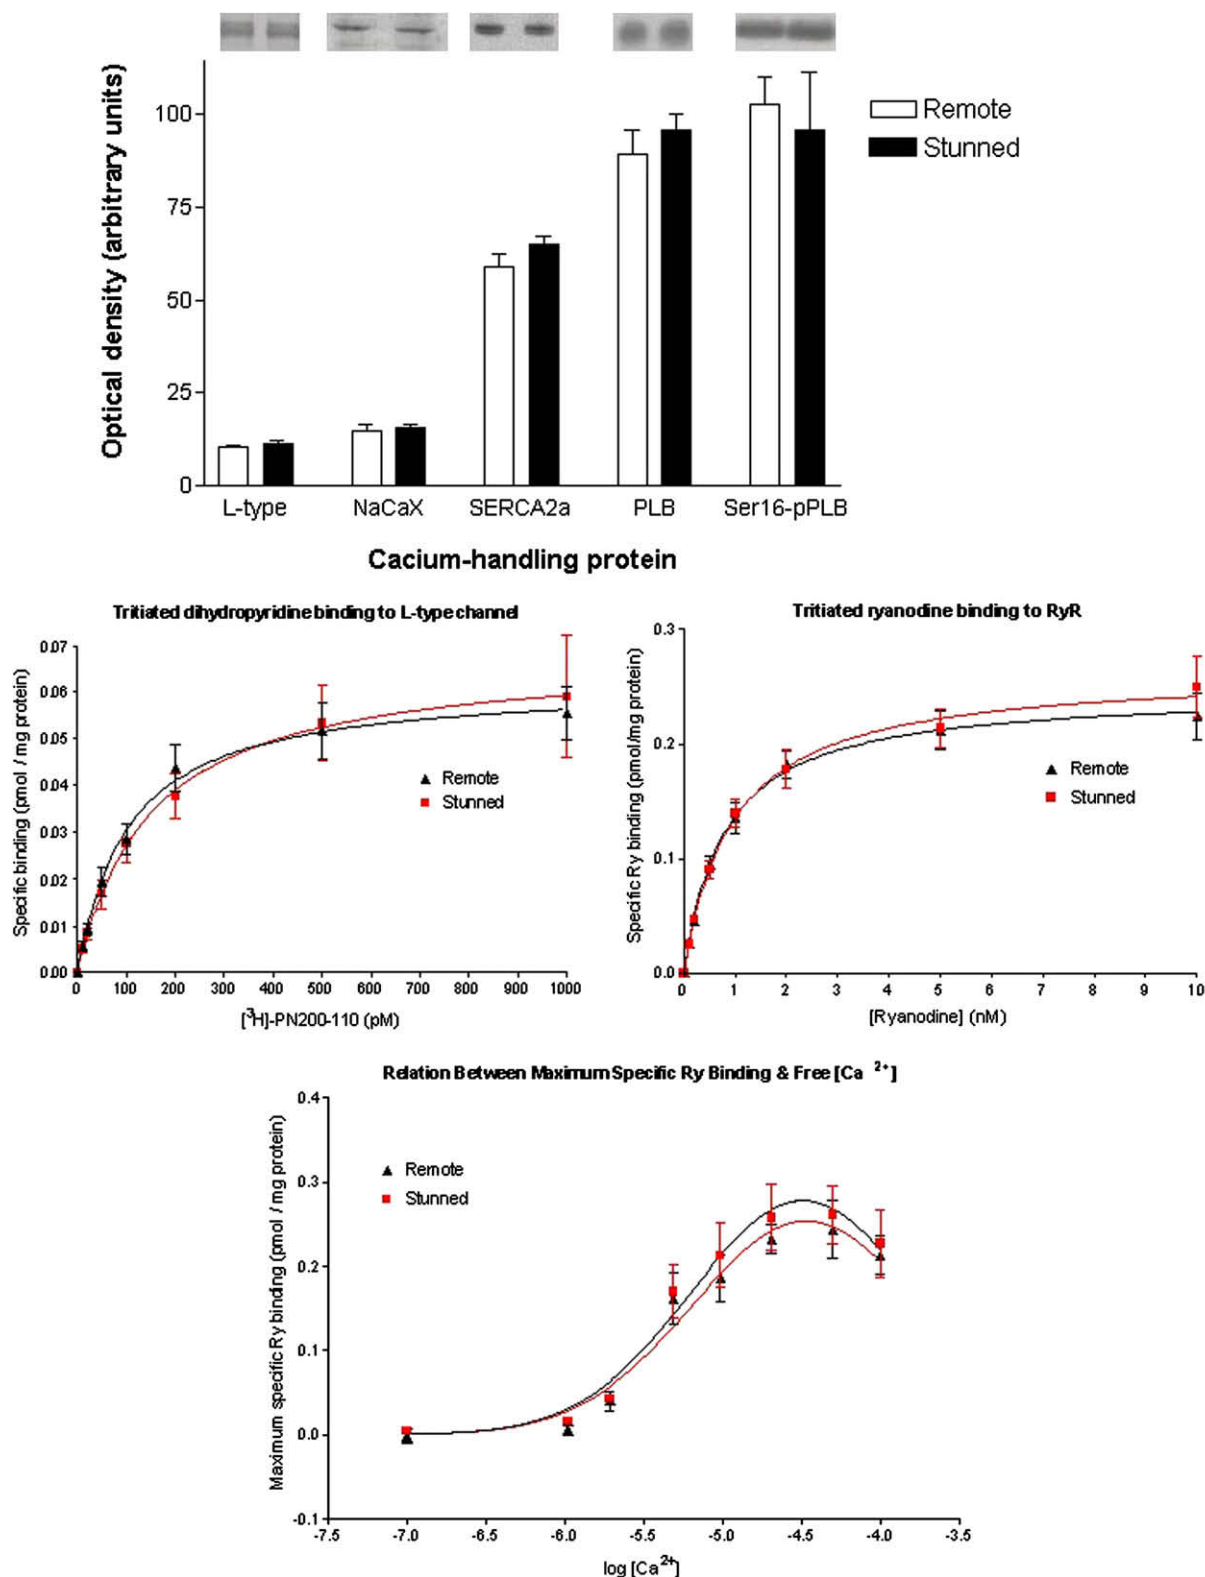 Optical density (arbitrary units)
100
75
50
25
0
Remote
Stunned
L-type NaCaX SERCA2a PLB Ser16-pPLB
Cacium-handling protein
Tritiated dihydropyridine binding to L-type channel
Specific binding (pmol / mg protein)
0.07
0.06
0.05
0.04
0.03
0.02
0.01
0.00
Remote
Stunned
0 100 200 300 400 500 600 700 800 900 1000
[³H]-PN200-110 (pM)
Tritiated ryanodine binding to RyR
Specific Ry binding (pmol/mg protein)
0.3
0.2
0.1
0.0
Remote
Stunned
0 1 2 3 4 5 6 7 8 9 10
[Ryanodine] (nM)
Relation Between Maximum Specific Ry Binding & Free [Ca ²⁺]
Maximum specific Ry binding (pmol / mg protein)
0.4
0.3
0.2
0.1
0.0
-0.1
Remote
Stunned
-7.5 -7.0 -6.5 -6.0 -5.5 -5.0 -4.5 -4.0 -3.5
log [Ca²⁺]